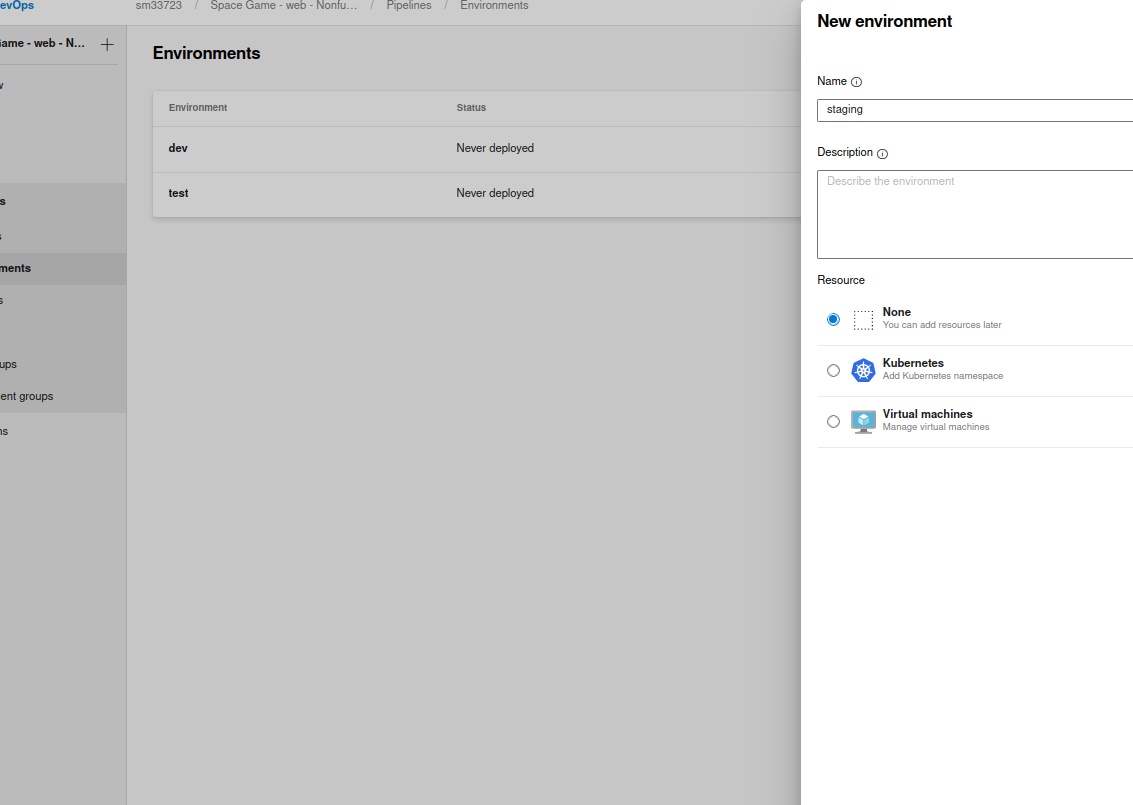 evOps
sm33723 / Space Game - web - Nonfu... / Pipelines / Environments
ame - web - N...
Environments
Environment Status
dev Never deployed
test Never deployed
ments
ups
ent groups
New environment
Name
staging
Description
Describe the environment
Resource
None
You can add resources later
Kubernetes
Add Kubernetes namespace
Virtual machines
Manage virtual machines